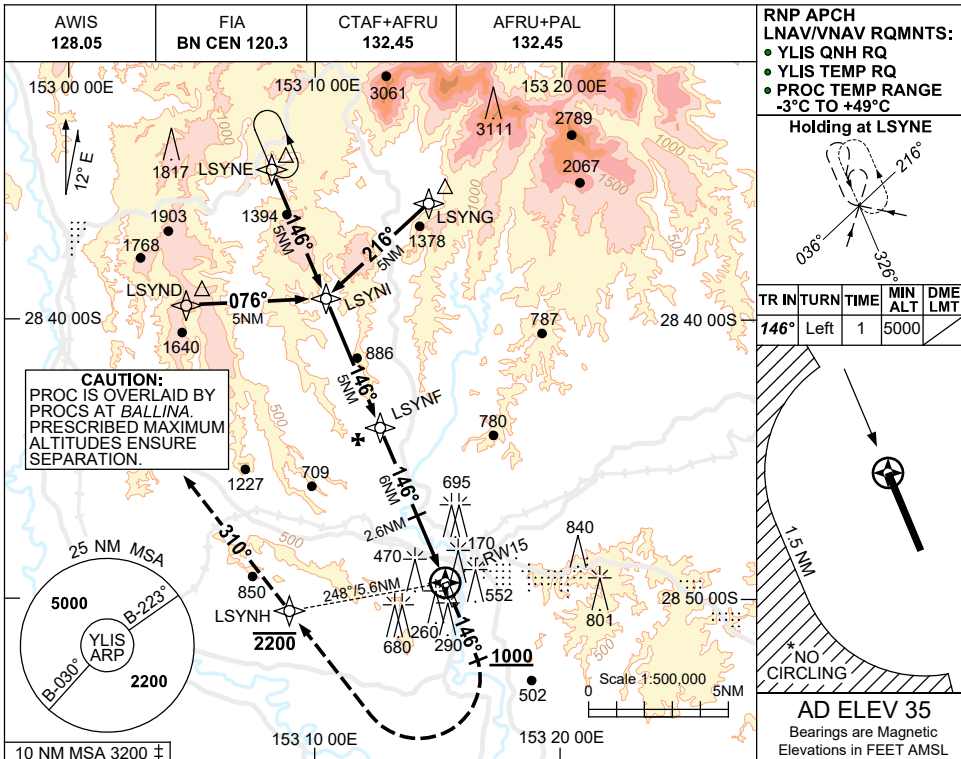 AWIS
128.05
FIA
BN CEN 120.3
CTAF+AFRU
132.45
AFRU+PAL
132.45
RNP APCH
LNAV/VNAV RQMNTS:
• YLIS QNH RQ
• YLIS TEMP RQ
• PROC TEMP RANGE
-3°C TO +49°C
153 00 00E
153 10 00E
153 20 00E
3061
3111
2789
2067
1000
1000
1500
500
12° E
1817
LSYNE
1394
146°
5NM
1000
1378
LSYNG
216°
5NM
1903
1768
LSYND
076°
5NM
LSYNI
1640
28 40 00S
28 40 00S
787
886
146°
5NM
LSYNF
780
CAUTION:
PROC IS OVERLAID BY
PROCS AT BALLINA.
PRESCRIBED MAXIMUM
ALTITUDES ENSURE
SEPARATION.
500
1227
709
146°
6NM
2.6NM
695
170
RW15
840
470
552
801
500
500
310°
850
248°/5.6NM
LSYNH
2200
680
260
290
146°
1000
502
28 50 00S
Scale 1:500,000
0
5NM
25 NM MSA
5000
B-223°
YLIS
ARP
B-030°
2200
10 NM MSA 3200 ‡
153 10 00E
153 20 00E
Holding at LSYNE
216°
036°
326°
TR IN TURN TIME MIN ALT DME LMT
146° Left 1 5000
1.5 NM
*NO
CIRCLING
AD ELEV 35
Bearings are Magnetic
Elevations in FEET AMSL